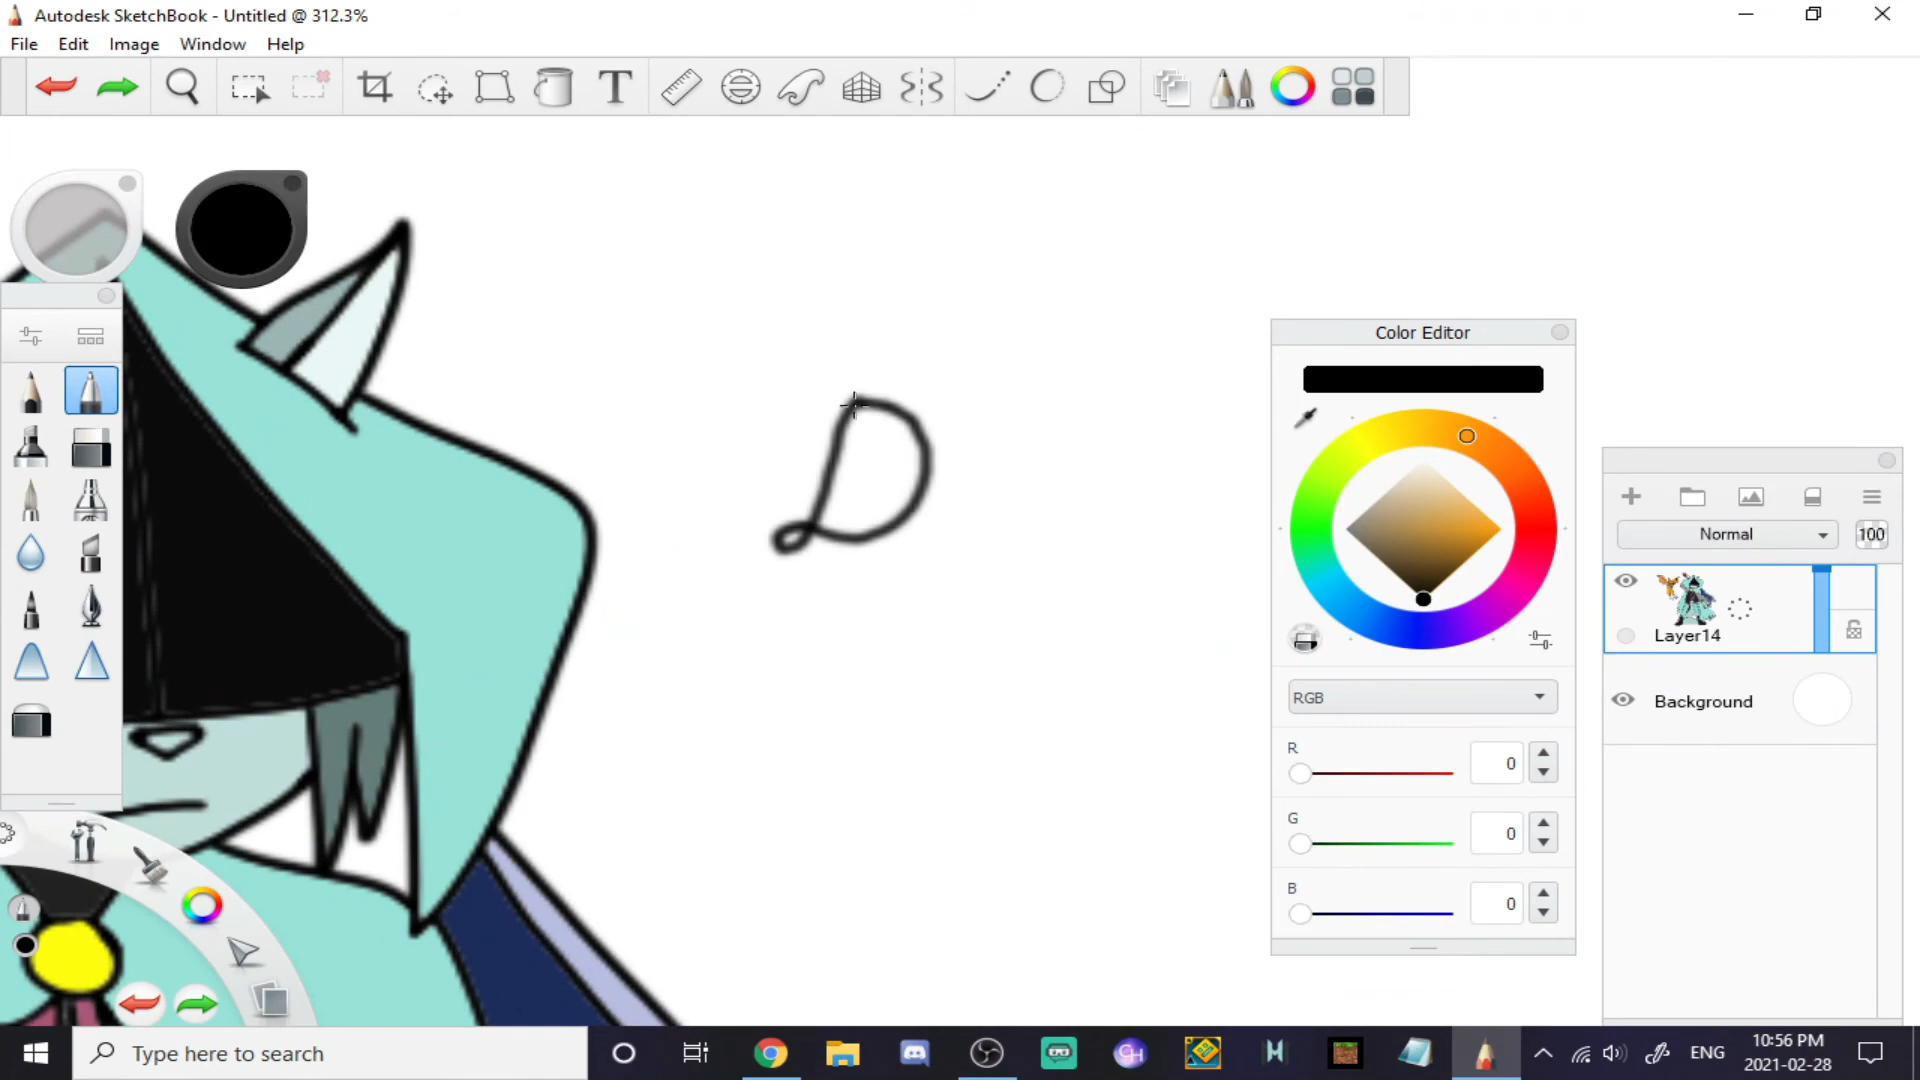 Autodesk SketchBook - Untitled @ 312.3%
File Edit Image Window Help
T
Color Editor
Normal 100
Layer14
Background
RGB
R 0
G 0
B 0
D
Type here to search
CH
H
ENG
10:56 PM
2021-02-28